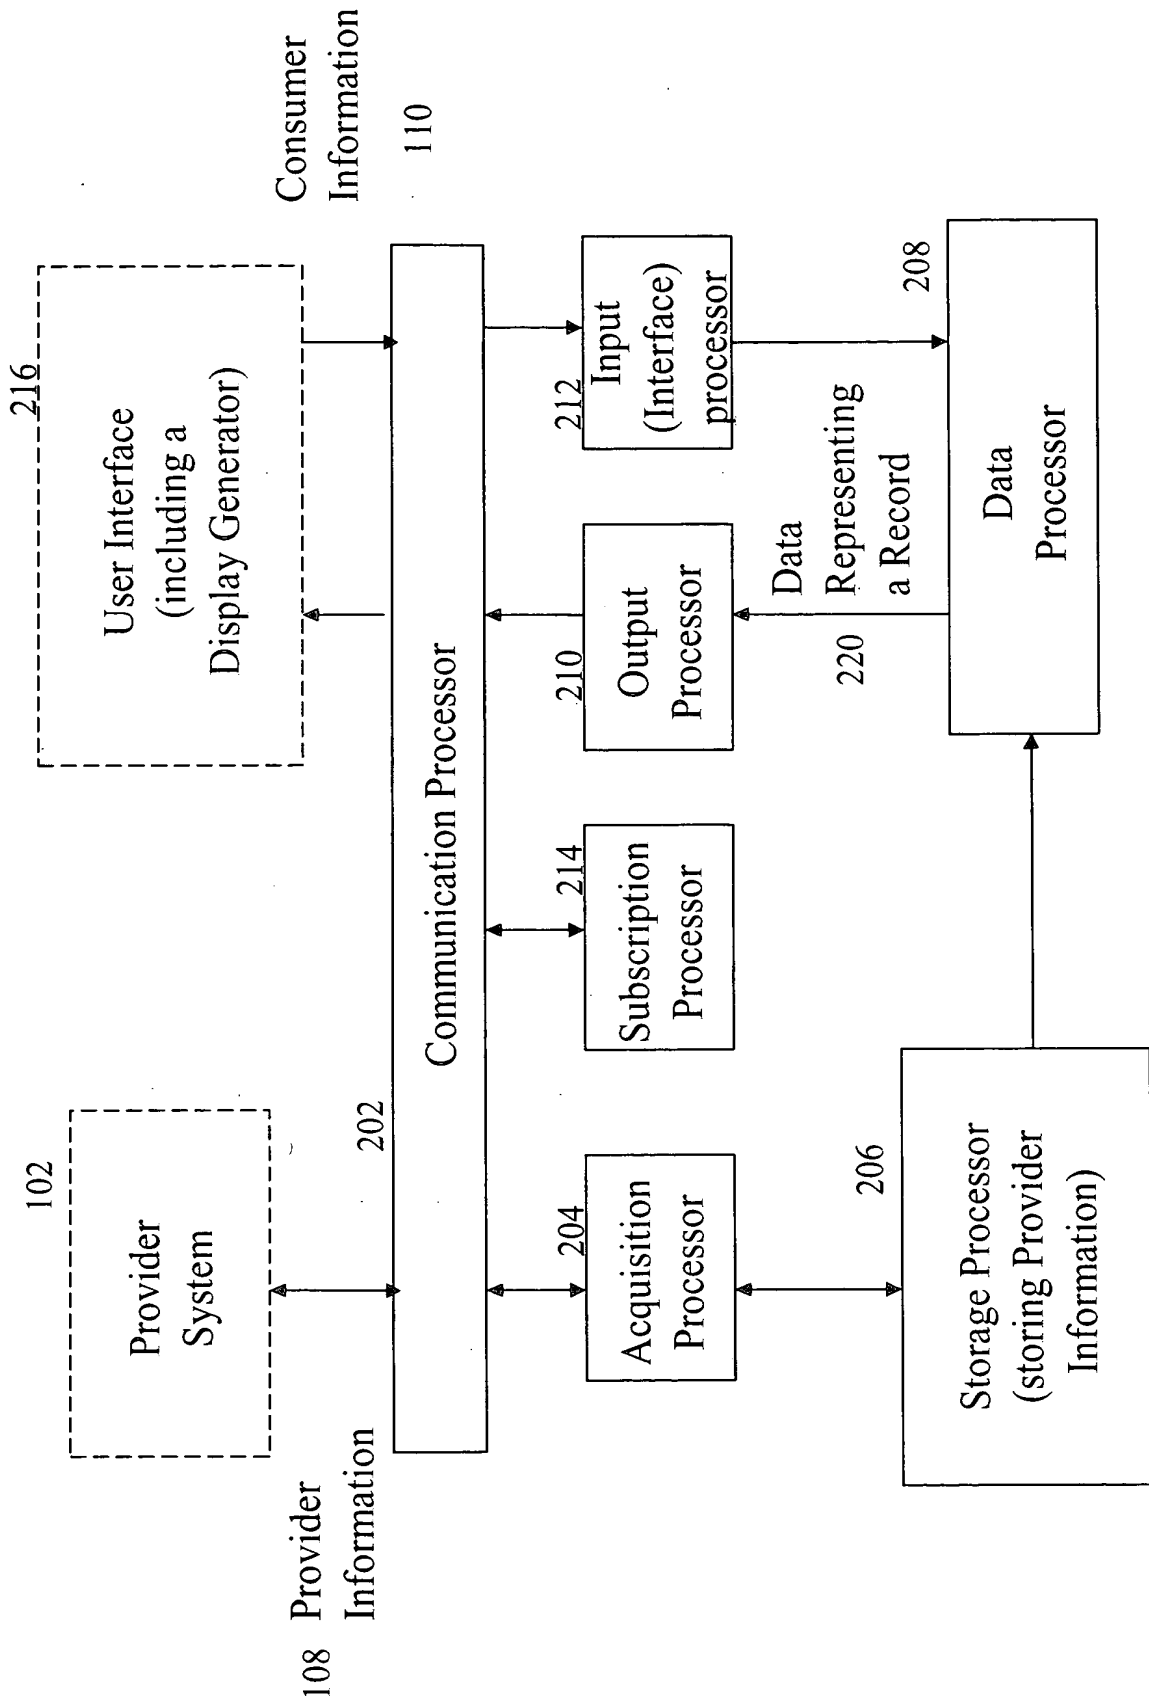 102
Provider
System
216
User Interface
(including a
Display Generator)
108 Provider
Information
Consumer
Information
110
202
Communication Processor
204
Acquisition
Processor
214
Subscription
Processor
210
Output
Processor
212
Input
(Interface)
processor
206
Storage Processor
(storing Provider
Information)
220
Data
Representing
a Record
208
Data
Processor